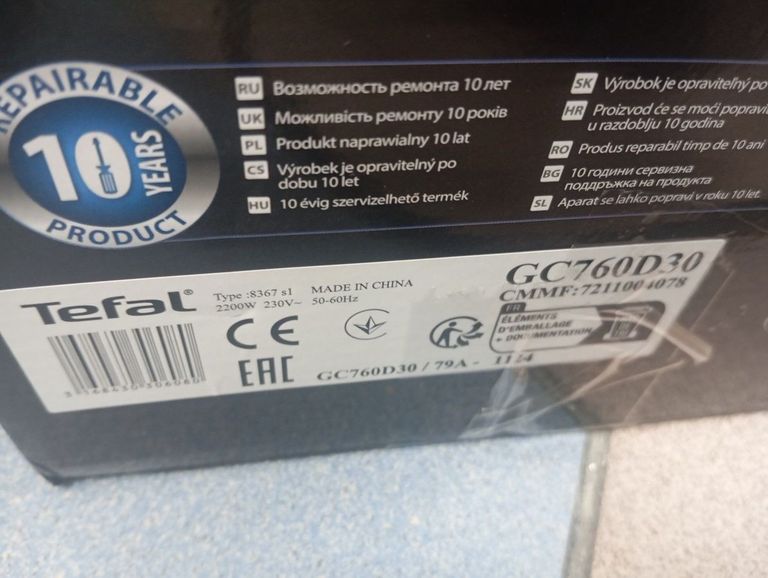 REPAIRABLE
10 YEARS
PRODUCT
RU Возможность ремонта 10 лет
UK Можливість ремонту 10 років
PL Produkt naprawialny 10 lat
CS Výrobek je opravitelný po
dobu 10 let
HU 10 évig szervizelhető termék
SK Výrobok je opraviteľný po
HR Proizvod će se moći popravit
u razdoblju 10 godina
RO Produs reparabil timp de 10 ani
BG 10 години сервизна
поддръжка на продукта
SL Aparat se lahko popravi v roku 10 let.
Tefal
Type :8367 s1 MADE IN CHINA
2200W 230V~ 50-60Hz
GC760D30
CMMF:7211004078
CE
FR
ÉLÉMENTS
D'EMBALLAGE
+ DOCUMENTATION
EAC
GC760D30 / 79A -
3168430306080